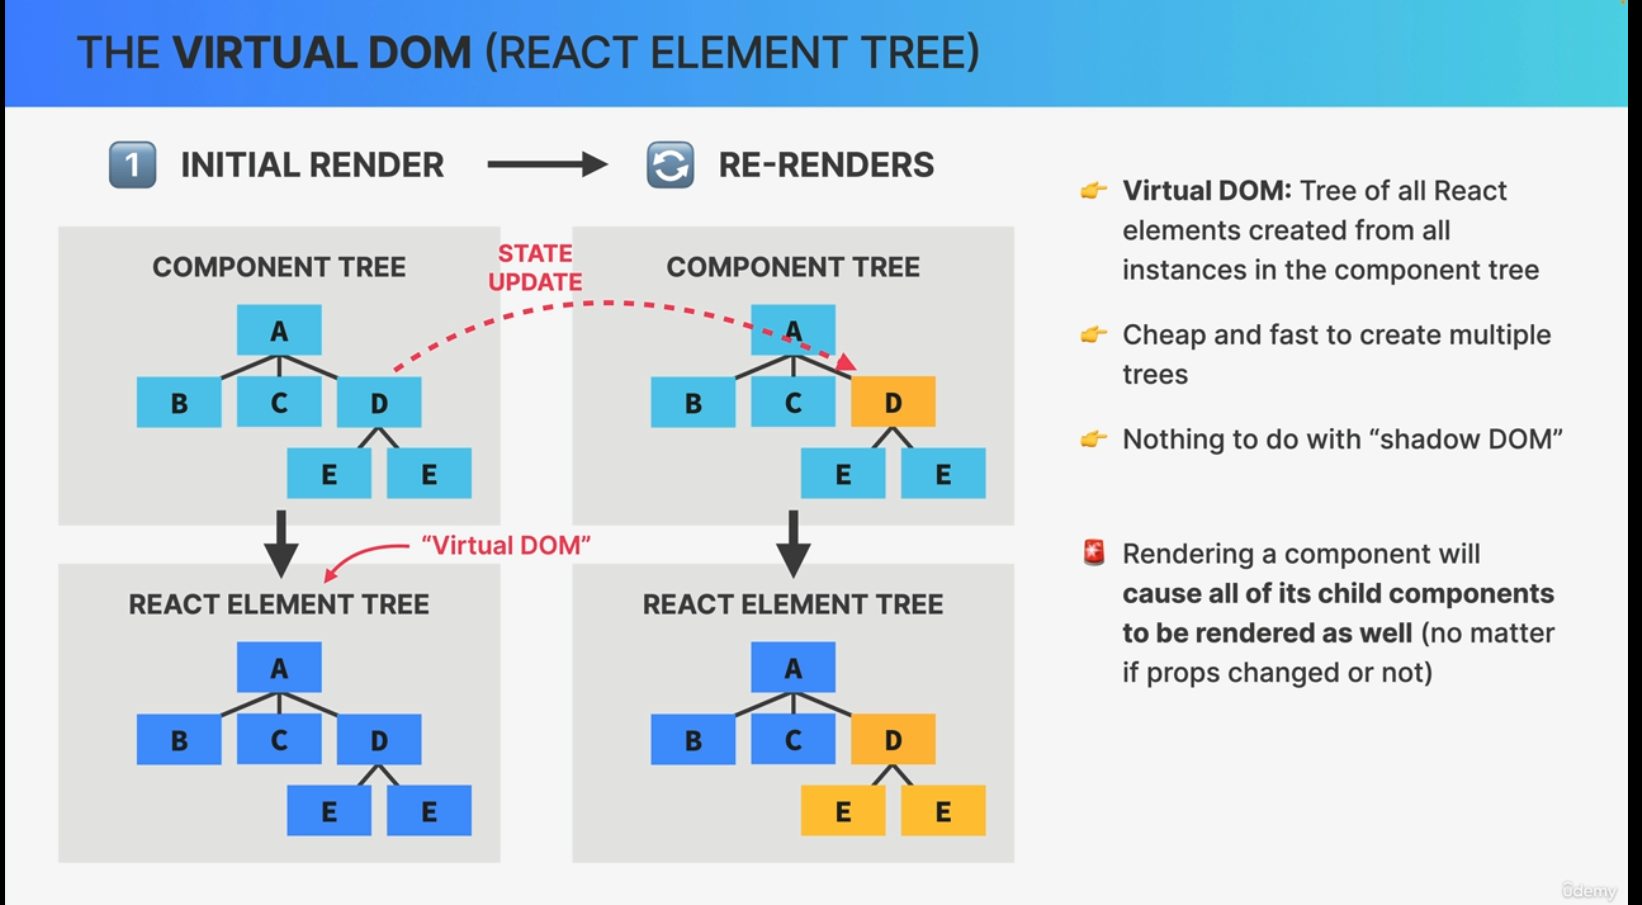 THE VIRTUAL DOM (REACT ELEMENT TREE)
1 INITIAL RENDER
RE-RENDERS
COMPONENT TREE
A
B C D
E E
STATE
UPDATE
COMPONENT TREE
A
B C D
E E
“Virtual DOM”
REACT ELEMENT TREE
A
B C D
E E
REACT ELEMENT TREE
A
B C D
E E
Virtual DOM: Tree of all React
elements created from all
instances in the component tree
Cheap and fast to create multiple
trees
Nothing to do with “shadow DOM”
Rendering a component will
cause all of its child components
to be rendered as well (no matter
if props changed or not)
ûdemy